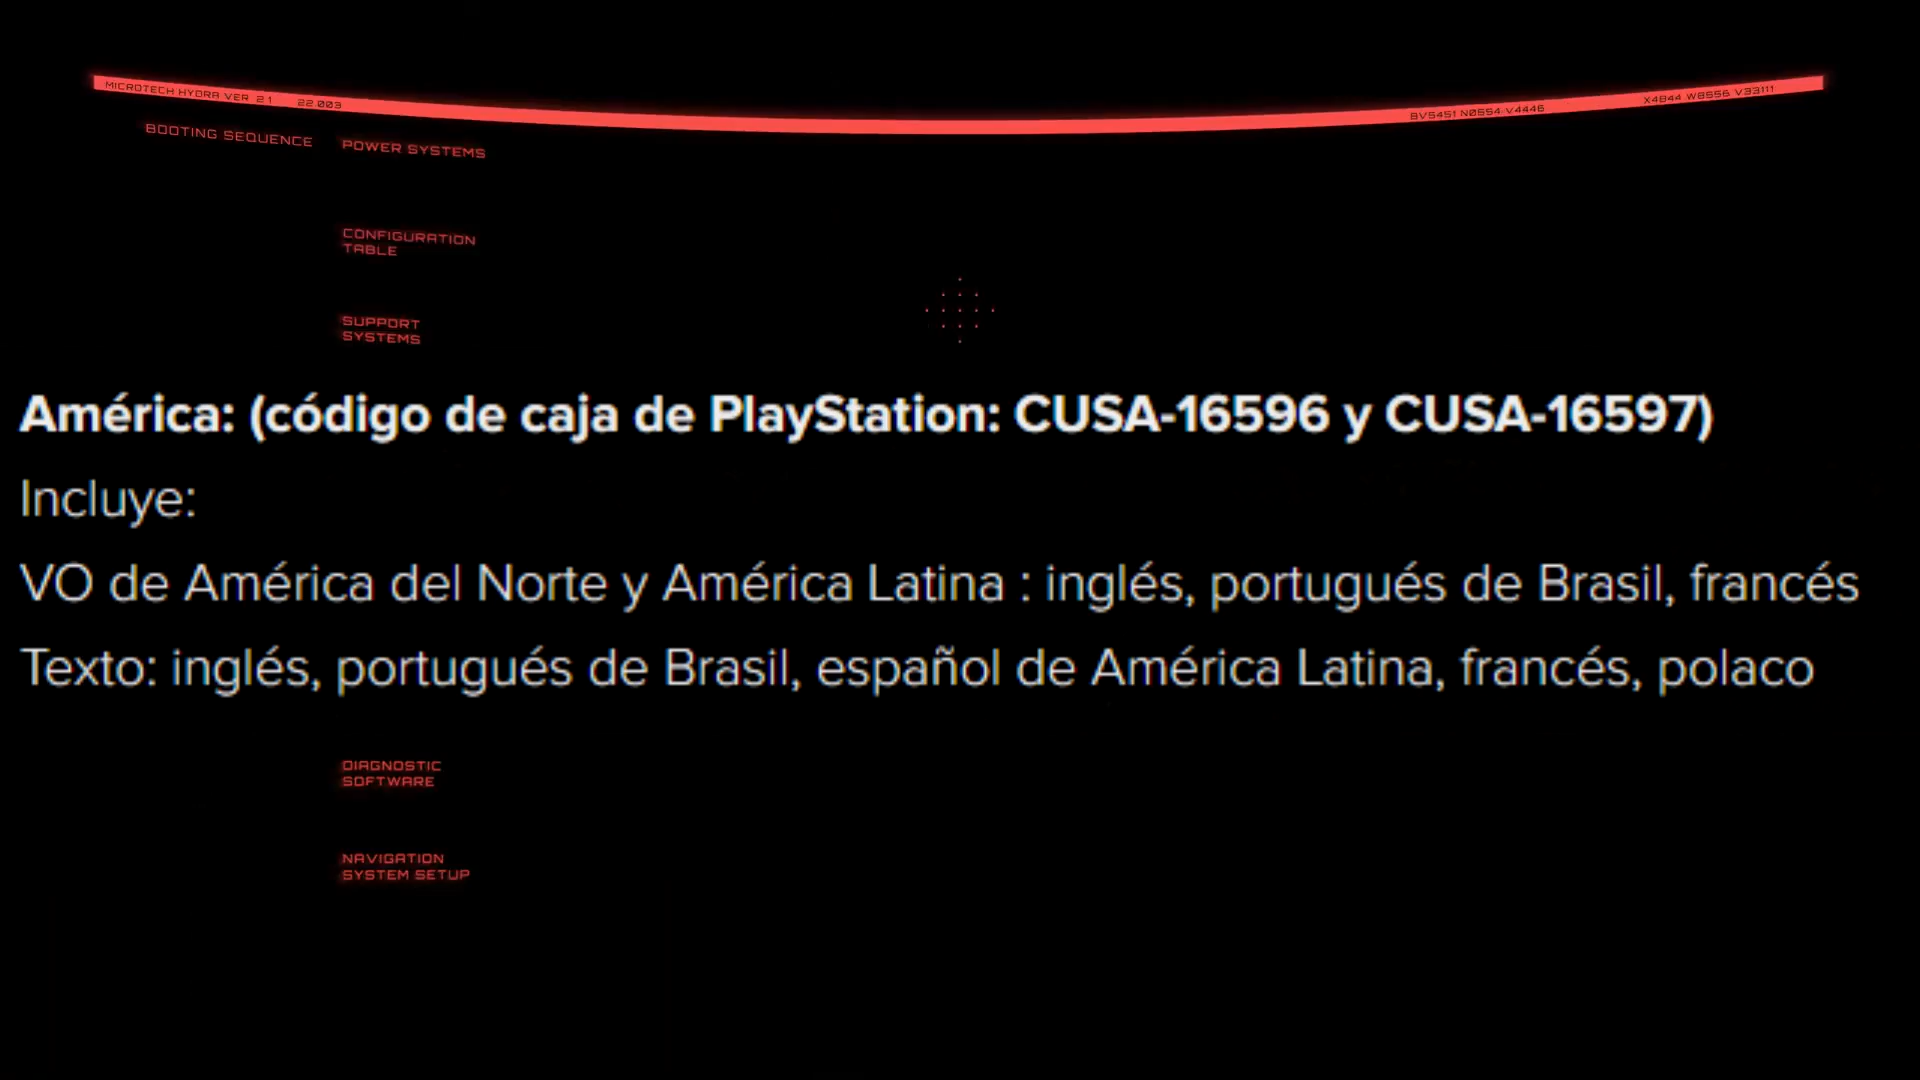 MICROTECH HYDRA VER 2.1 22.003
BV5451 N0554 V4446
X4B44 W8556 V33111
BOOTING SEQUENCE
POWER SYSTEMS
CONFIGURATION
TABLE
SUPPORT
SYSTEMS
América: (código de caja de PlayStation: CUSA-16596 y CUSA-16597)
Incluye:
VO de América del Norte y América Latina : inglés, portugués de Brasil, francés
Texto: inglés, portugués de Brasil, español de América Latina, francés, polaco
DIAGNOSTIC
SOFTWARE
NAVIGATION
SYSTEM SETUP